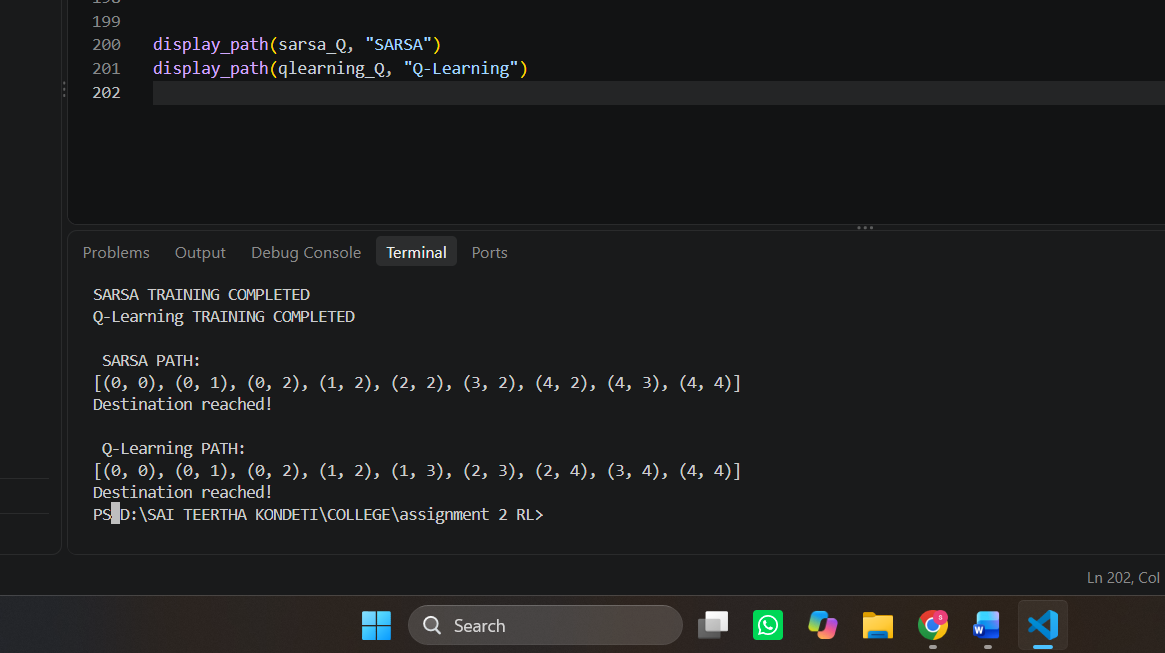 198
199
200 display_path(sarsa_Q, "SARSA")
201 display_path(qlearning_Q, "Q-Learning")
202
Problems Output Debug Console Terminal Ports
SARSA TRAINING COMPLETED
Q-Learning TRAINING COMPLETED
SARSA PATH:
[(0, 0), (0, 1), (0, 2), (1, 2), (2, 2), (3, 2), (4, 2), (4, 3), (4, 4)]
Destination reached!
Q-Learning PATH:
[(0, 0), (0, 1), (0, 2), (1, 2), (1, 3), (2, 3), (2, 4), (3, 4), (4, 4)]
Destination reached!
PS D:\SAI TEERTHA KONDETI\COLLEGE\assignment 2 RL>
Ln 202, Col
Search